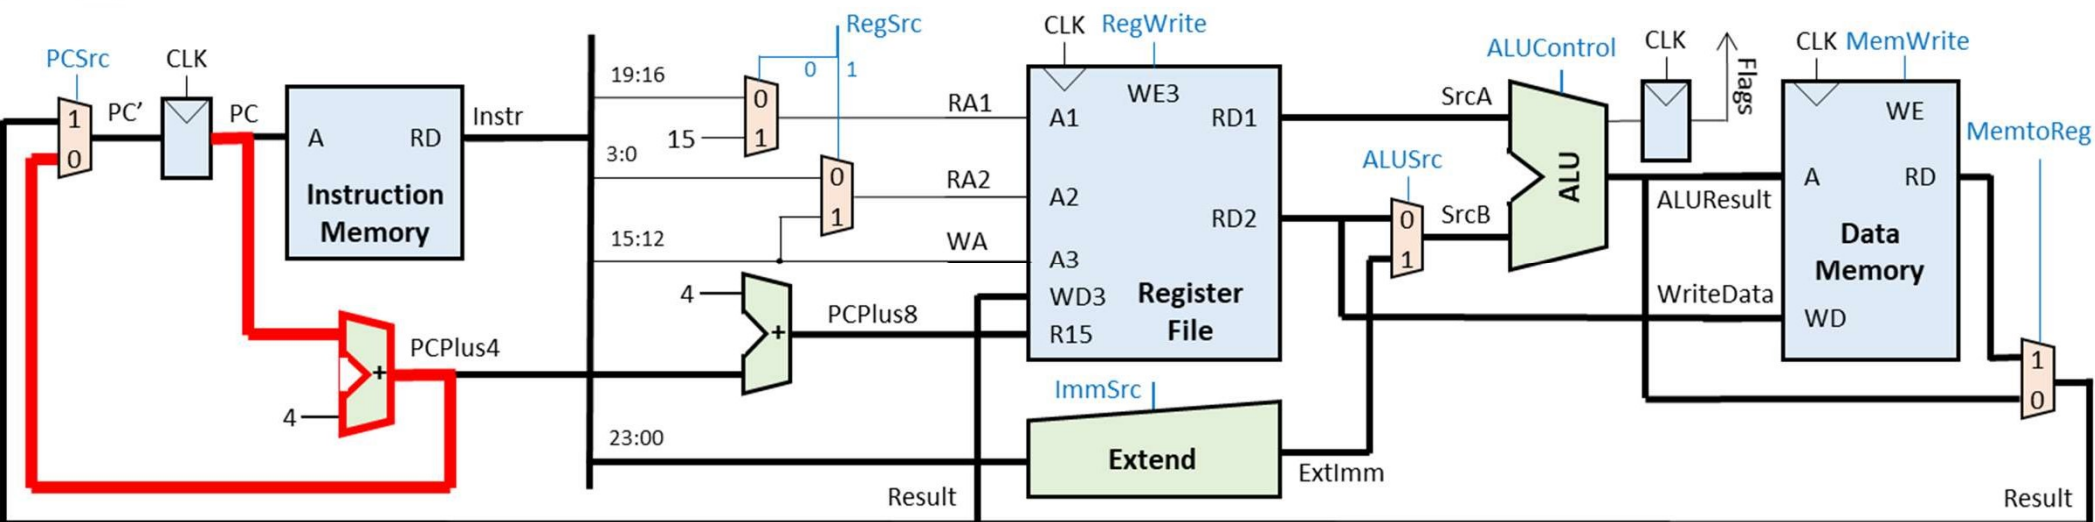 PCSrc
CLK
1
0
PC’
PC
A
RD
Instruction
Memory
Instr
PCPlus4
+
4
RegSrc
0
1
19:16
0
1
15
3:0
0
1
15:12
4
+
PCPlus8
23:00
RA1
RA2
WA
CLK
RegWrite
WE3
A1
RD1
A2
RD2
A3
WD3
R15
Register
File
ImmSrc
Extend
ExtImm
Result
SrcA
ALUSrc
0
1
SrcB
ALUControl
ALU
CLK
Flags
ALUResult
WriteData
CLK
MemWrite
WE
A
RD
Data
Memory
WD
MemtoReg
1
0
Result